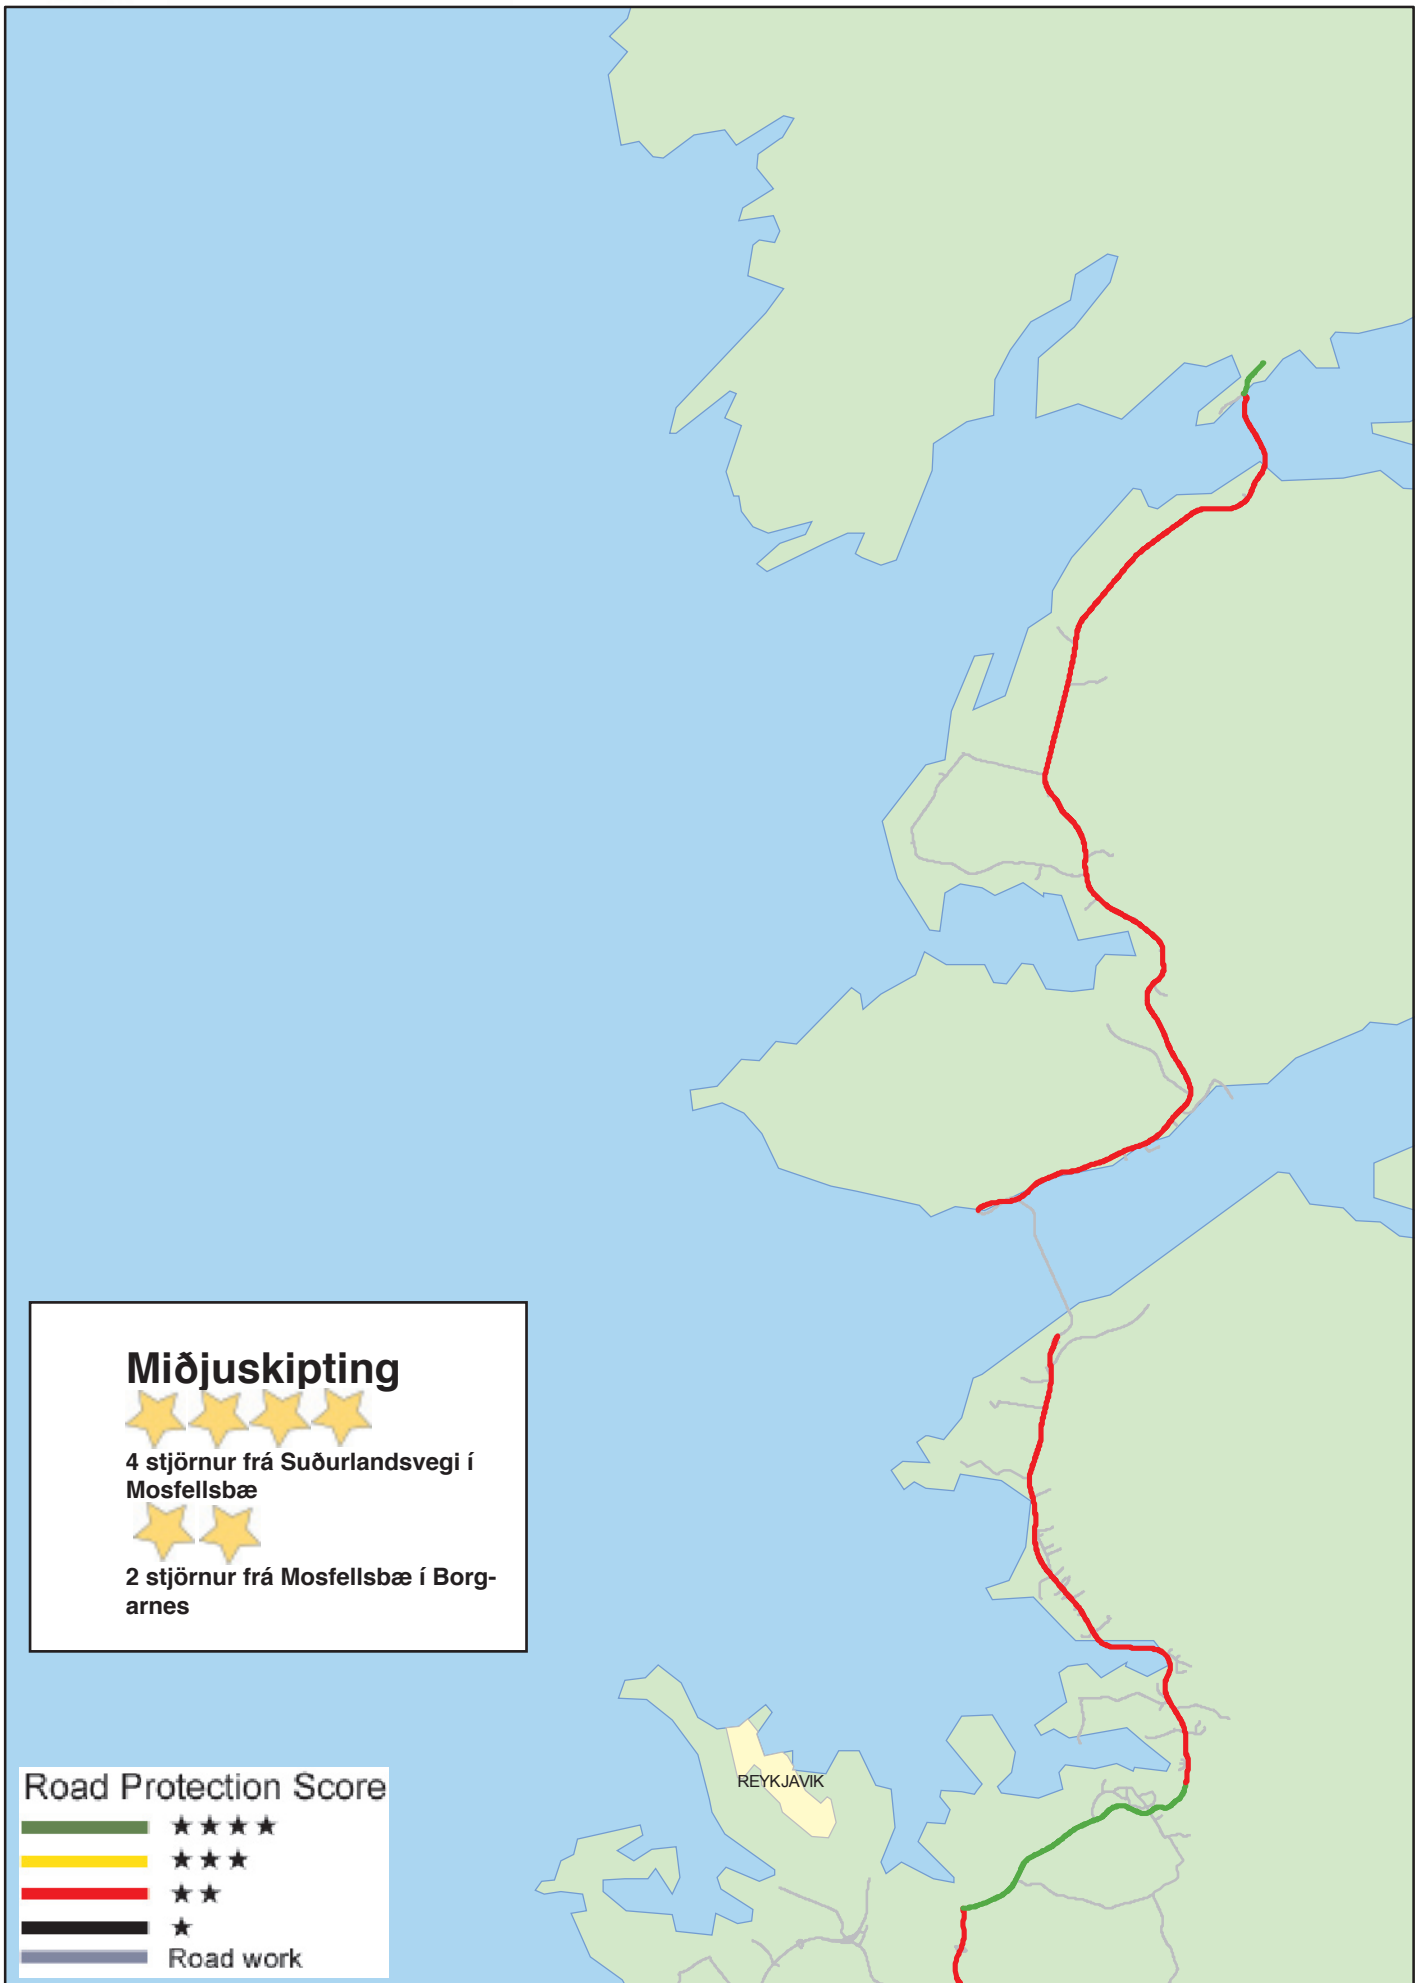 Miðjuskipting
4 stjörnur frá Suðurlandsvegi í
Mosfellsbæ
2 stjörnur frá Mosfellsbæ í Borg-
arnes
REYKJAVIK
Road Protection Score
★★★★
★★★
★★
★
Road work